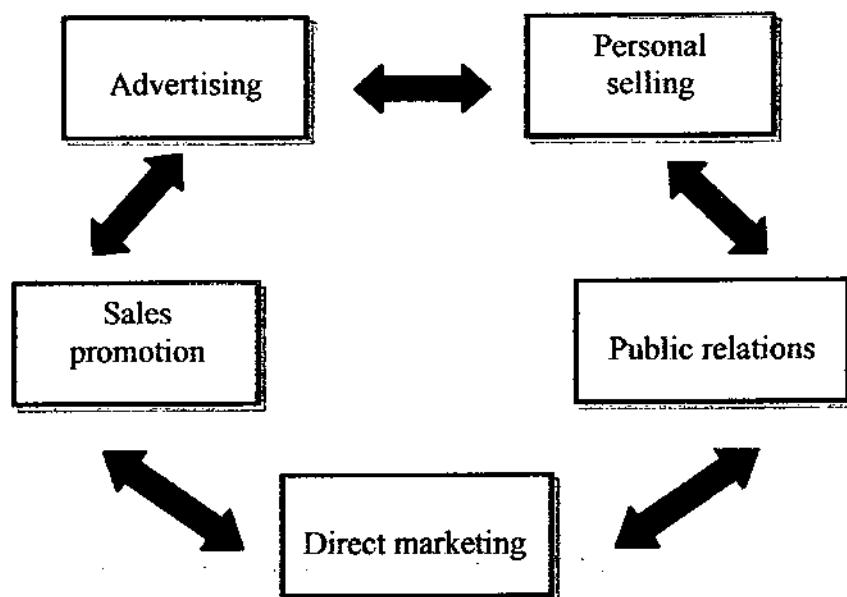 Advertising
Personal
selling
Sales
promotion
Public relations
Direct marketing